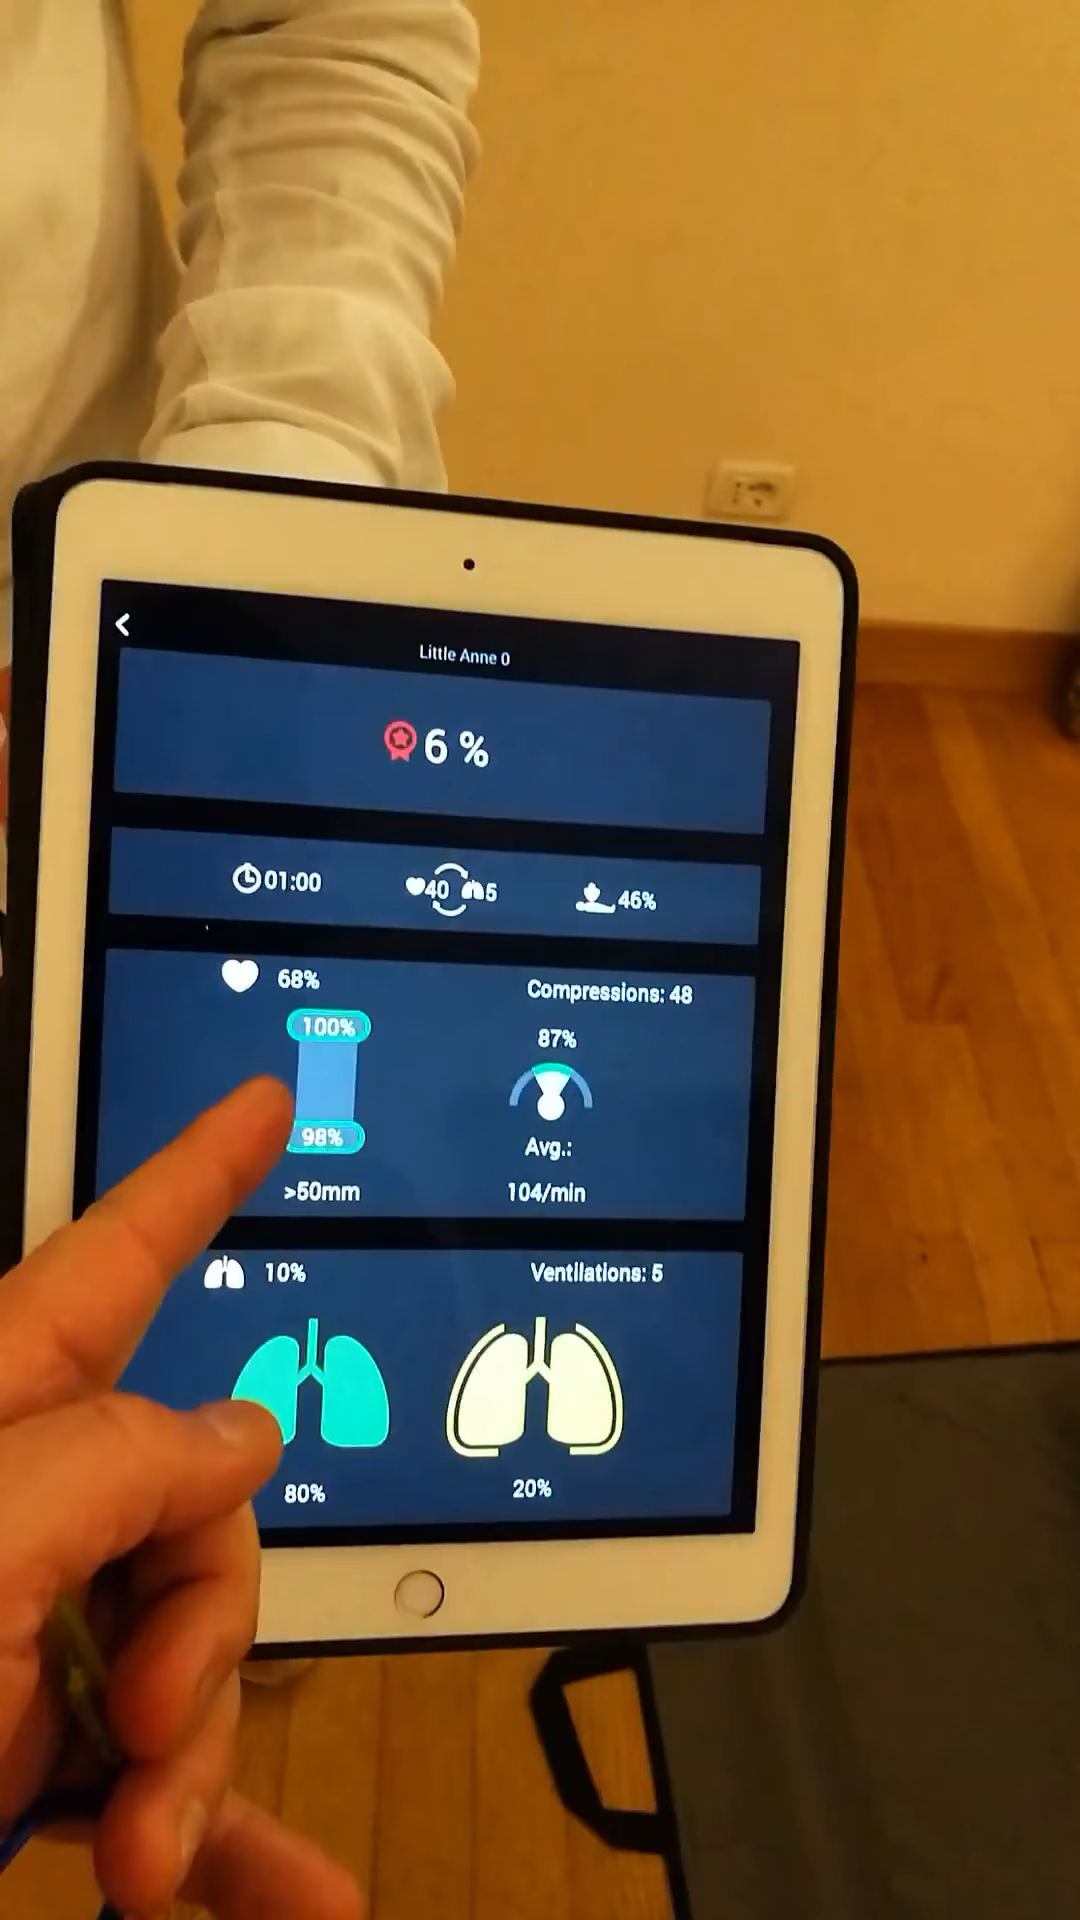 Little Anne 0
6 %
01:00
40 5
46%
68%
Compressions: 48
100%
87%
98%
Avg.:
>50mm
104/min
10%
Ventilations: 5
80%
20%